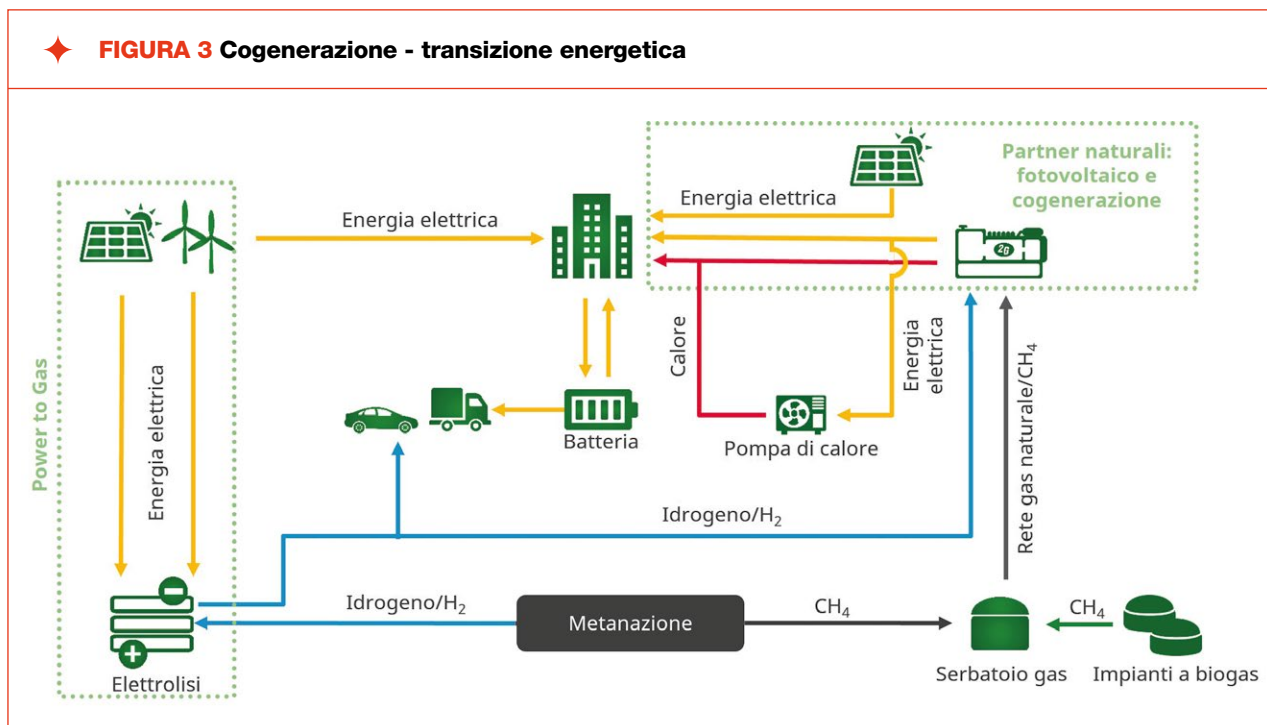 FIGURA 3 Cogenerazione - transizione energetica
Partner naturali:
fotovoltaico e
cogenerazione
Energia elettrica
Energia elettrica
2G
Power to Gas
Energia elettrica
Calore
Energia
elettrica
Rete gas naturale/CH₄
Batteria
Pompa di calore
Idrogeno/H₂
Idrogeno/H₂
Metanazione
CH₄
CH₄
Elettrolisi
Serbatoio gas
Impianti a biogas